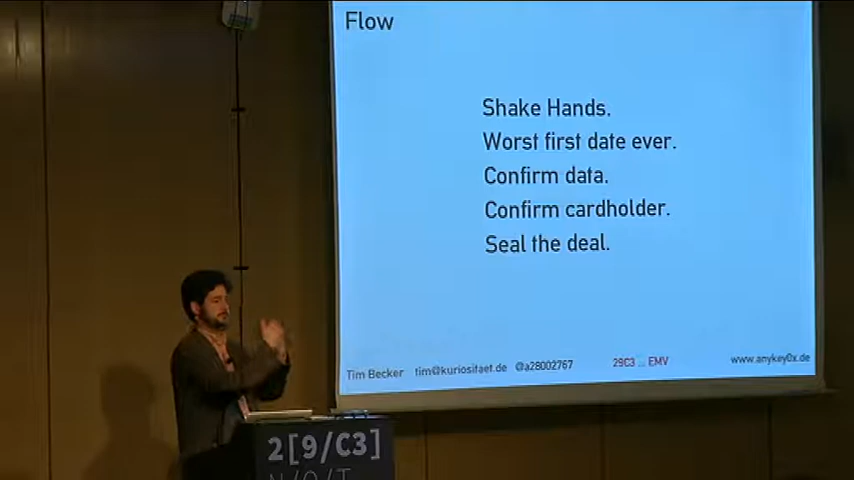 Flow
Shake Hands.
Worst first date ever.
Confirm data.
Confirm cardholder.
Seal the deal.
Tim Becker tim@kuriositaet.de @a28002767 29C3 ... EMV www.anykey0x.de
2[9/C3]
N/O/T